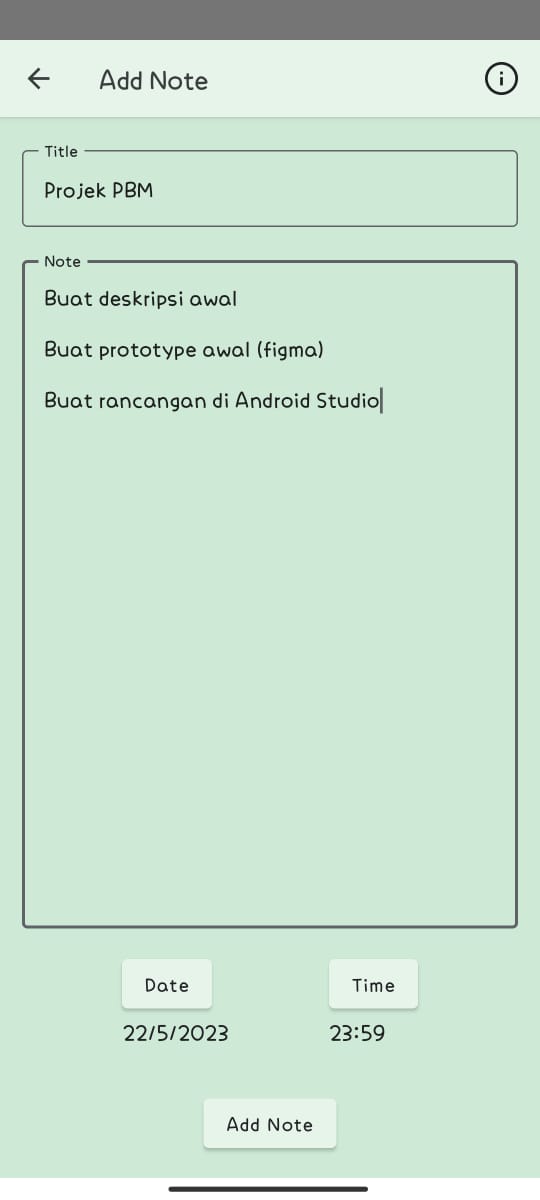 Add Note
Title
Projek PBM
Note
Buat deskripsi awal
Buat prototype awal (figma)
Buat rancangan di Android Studio
Date
Time
22/5/2023
23:59
Add Note